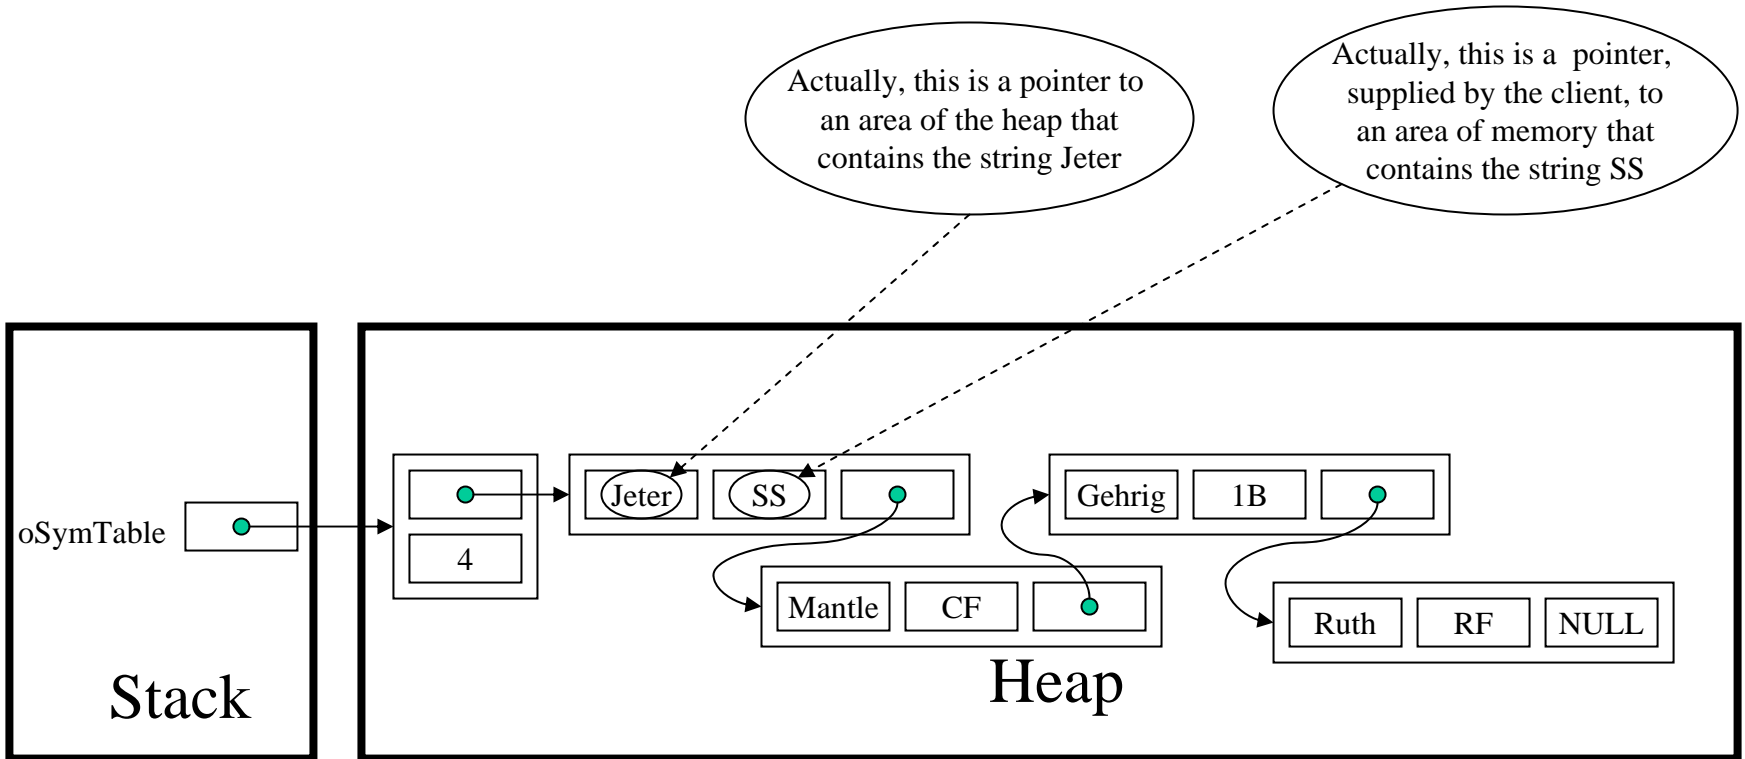 Actually, this is a pointer to
an area of the heap that
contains the string Jeter
Actually, this is a pointer,
supplied by the client, to
an area of memory that
contains the string SS
oSymTable
4
Jeter
SS
Mantle
CF
Gehrig
1B
Ruth
RF
NULL
Stack
Heap